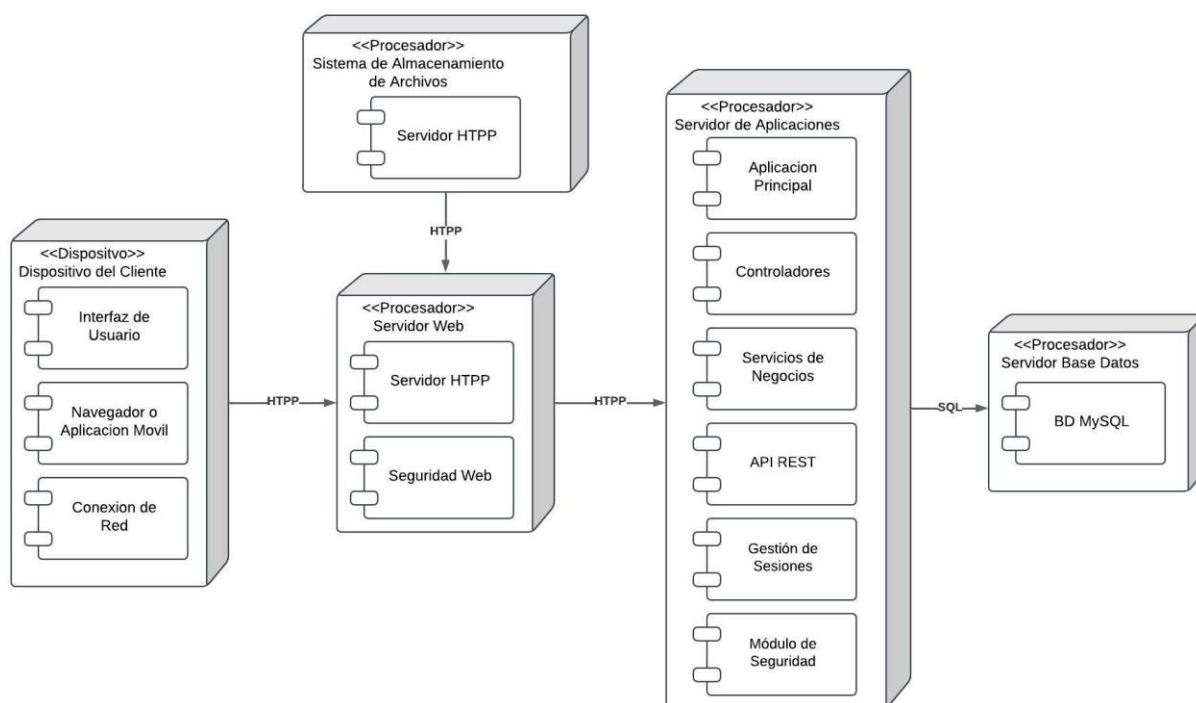 <<Procesador>>
Sistema de Almacenamiento
de Archivos
Servidor HTPP
HTPP
<<Dispositvo>>
Dispositivo del Cliente
Interfaz de
Usuario
Navegador o
Aplicacion Movil
Conexion de
Red
HTPP
<<Procesador>>
Servidor Web
Servidor HTPP
Seguridad Web
HTPP
<<Procesador>>
Servidor de Aplicaciones
Aplicacion
Principal
Controladores
Servicios de
Negocios
API REST
Gestión de
Sesiones
Módulo de
Seguridad
SQL
<<Procesador>>
Servidor Base Datos
BD MySQL